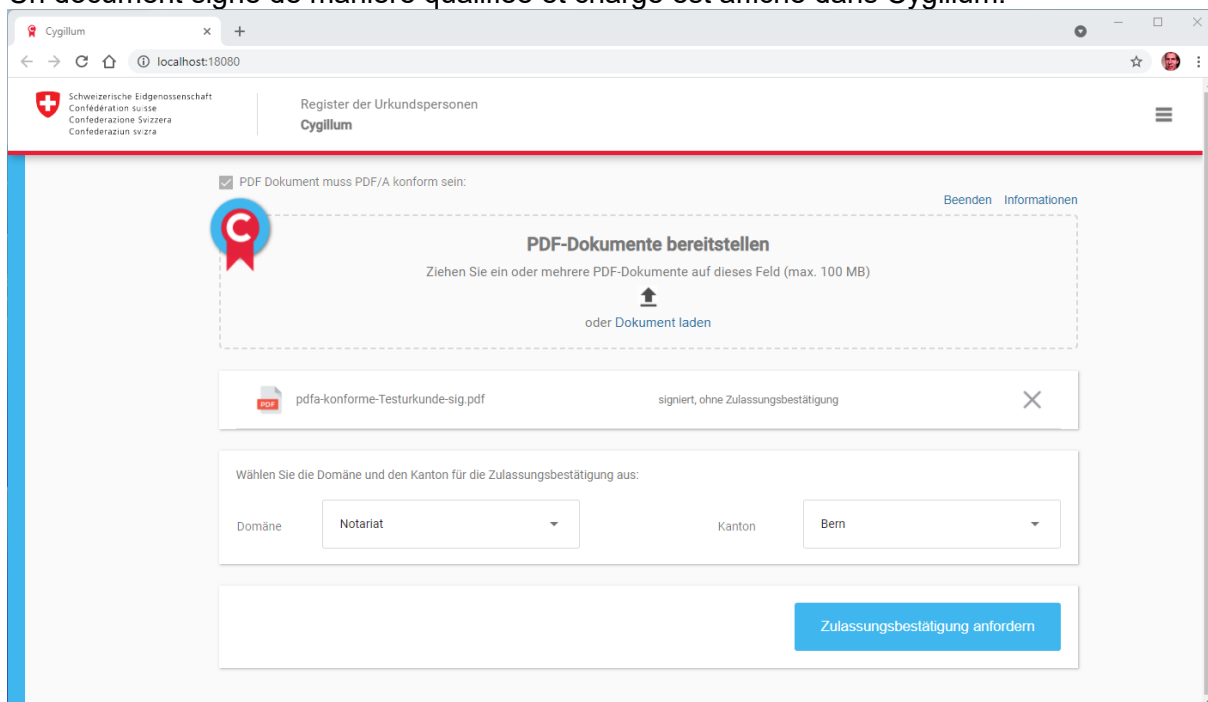 Un document signé de manière qualifiée et chargé est affiché dans Cygillum.
Cygillum
localhost:18080
Schweizerische Eidgenossenschaft
Confédération suisse
Confederazione Svizzera
Confederaziun svizra
Register der Urkundspersonen
Cygillum
PDF Dokument muss PDF/A konform sein:
Beenden Informationen
C
PDF-Dokumente bereitstellen
Ziehen Sie ein oder mehrere PDF-Dokumente auf dieses Feld (max. 100 MB)
oder Dokument laden
PDF pdfa-konforme-Testurkunde-sig.pdf signiert, ohne Zulassungsbestätigung
Wählen Sie die Domäne und den Kanton für die Zulassungsbestätigung aus:
Domäne Notariat Kanton Bern
Zulassungsbestätigung anfordern